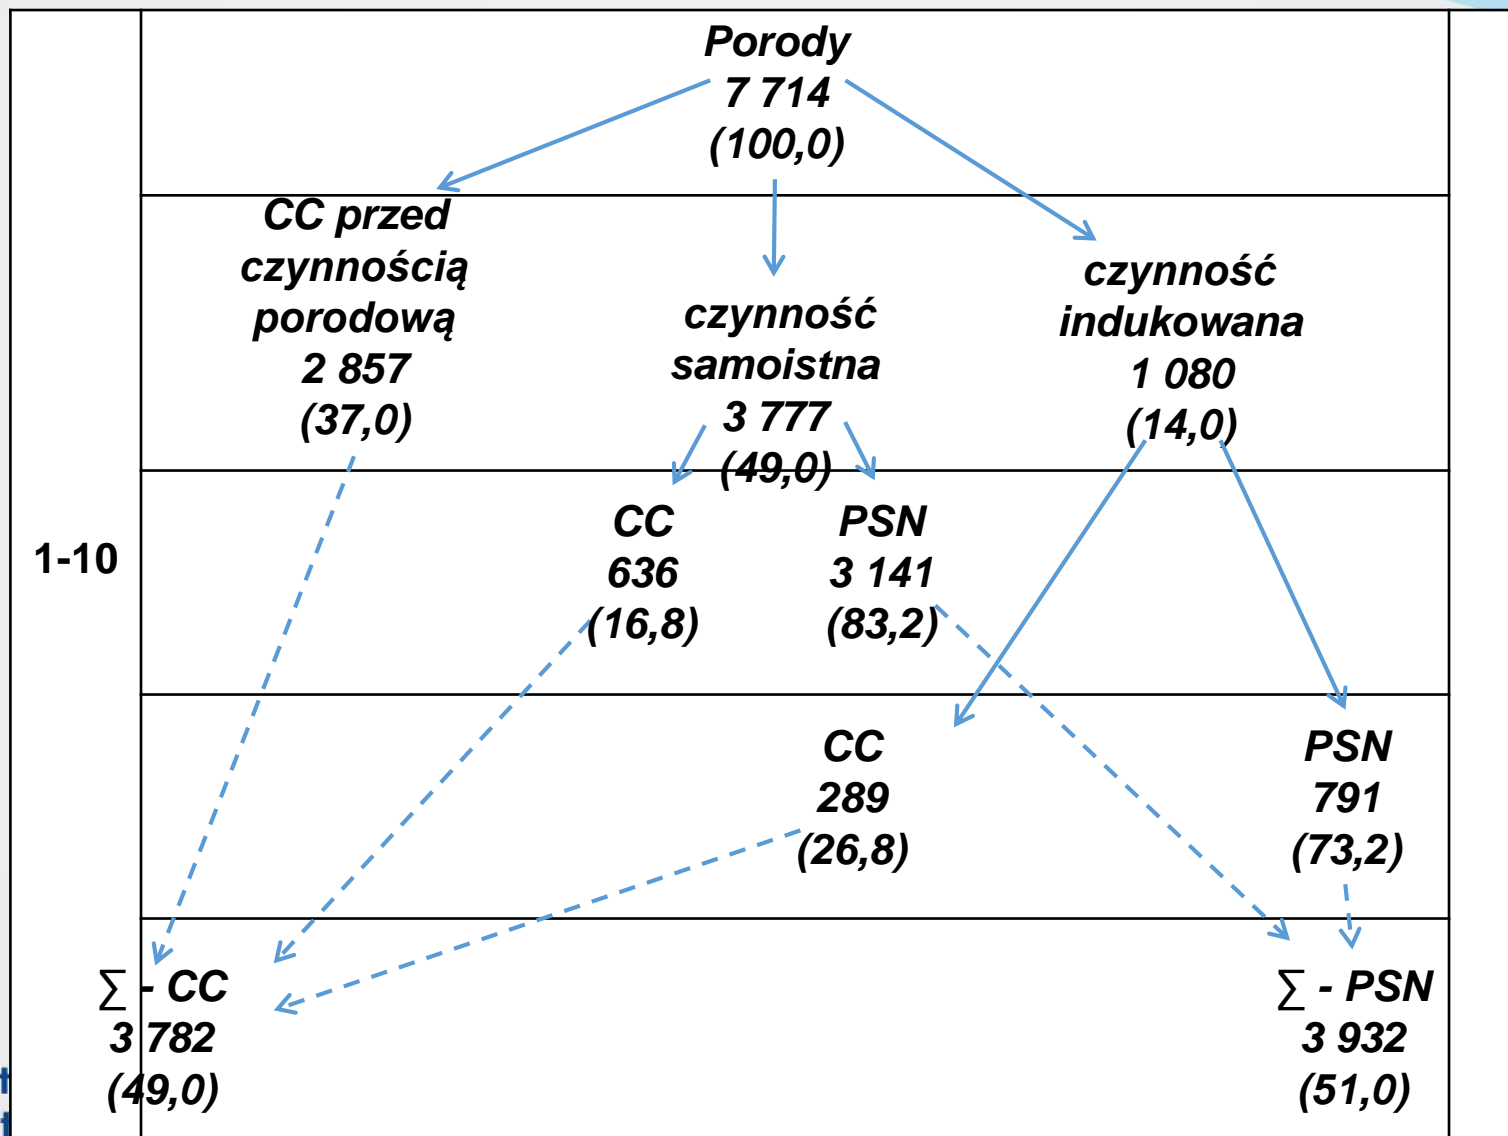 Porody
7 714
(100,0)
CC przed
czynnością
porodową
2 857
(37,0)
czynność
samoistna
3 777
(49,0)
czynność
indukowana
1 080
(14,0)
1-10
CC
636
(16,8)
PSN
3 141
(83,2)
CC
289
(26,8)
PSN
791
(73,2)
∑ - CC
3 782
(49,0)
∑ - PSN
3 932
(51,0)